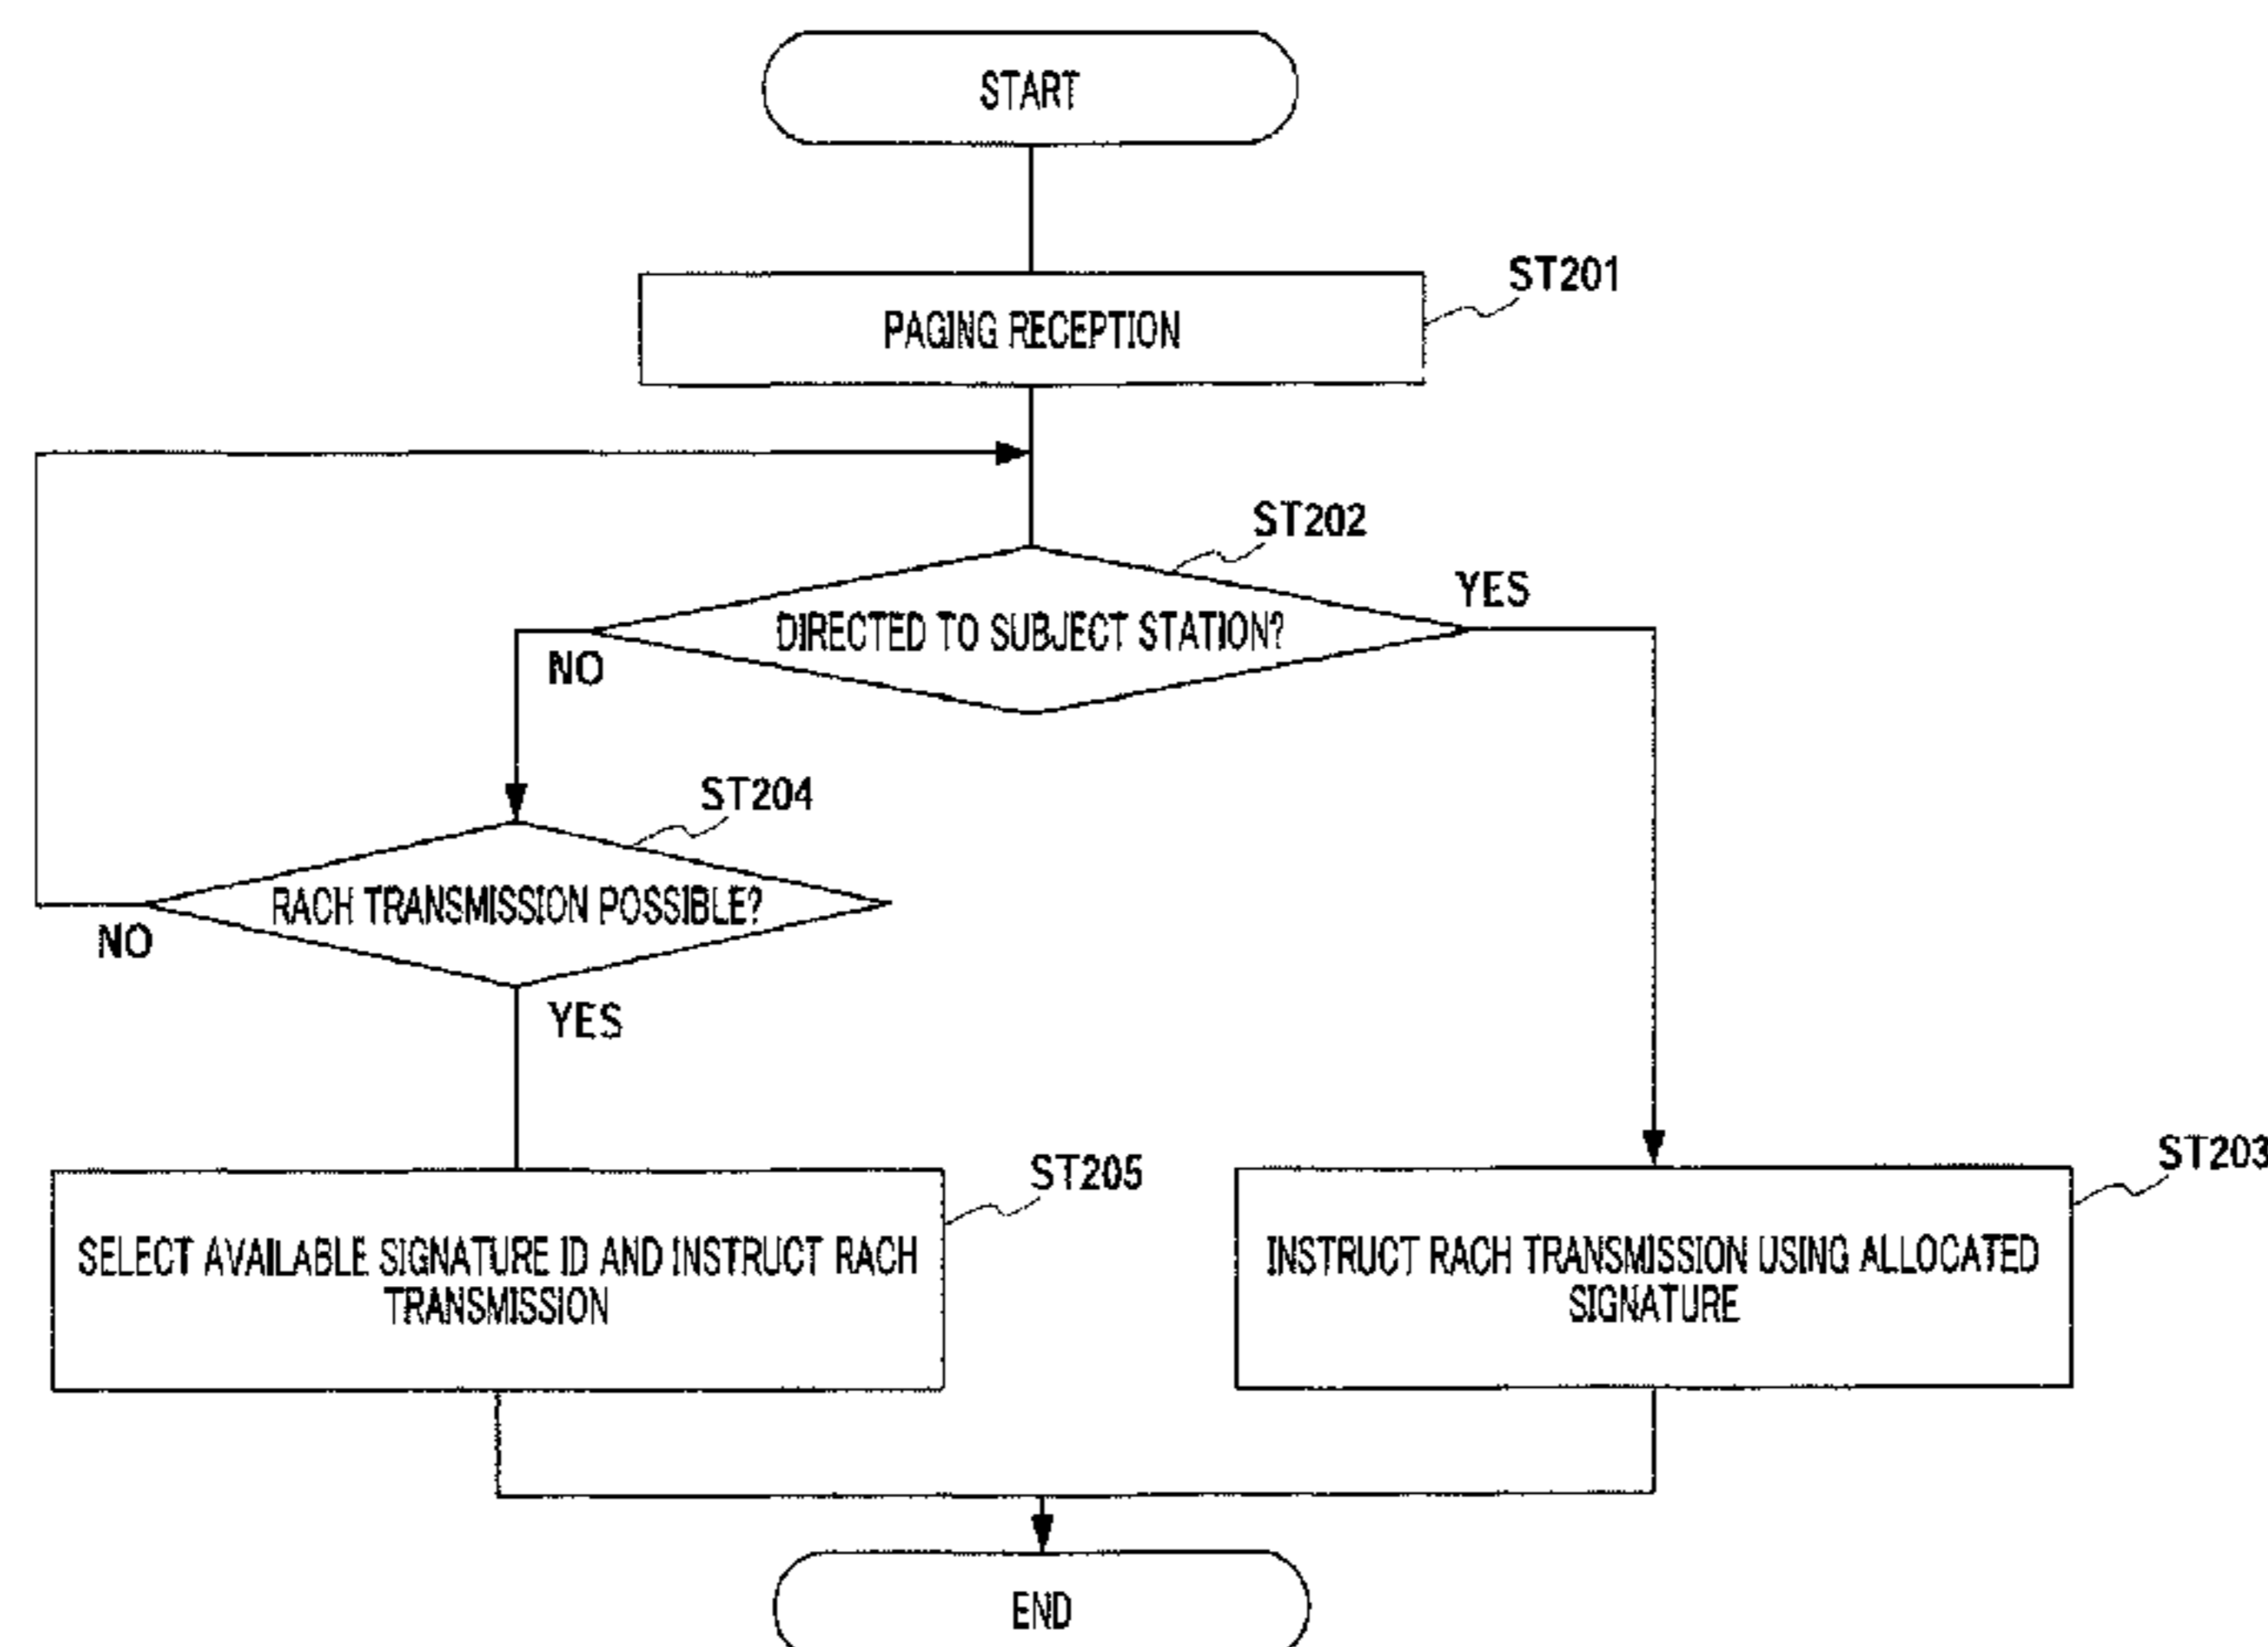 START
ST201
PAGING RECEPTION
ST202
YES
DIRECTED TO SUBJECT STATION?
NO
ST204
RACH TRANSMISSION POSSIBLE?
NO
YES
ST205
SELECT AVAILABLE SIGNATURE ID AND INSTRUCT RACH
TRANSMISSION
ST203
INSTRUCT RACH TRANSMISSION USING ALLOCATED
SIGNATURE
END